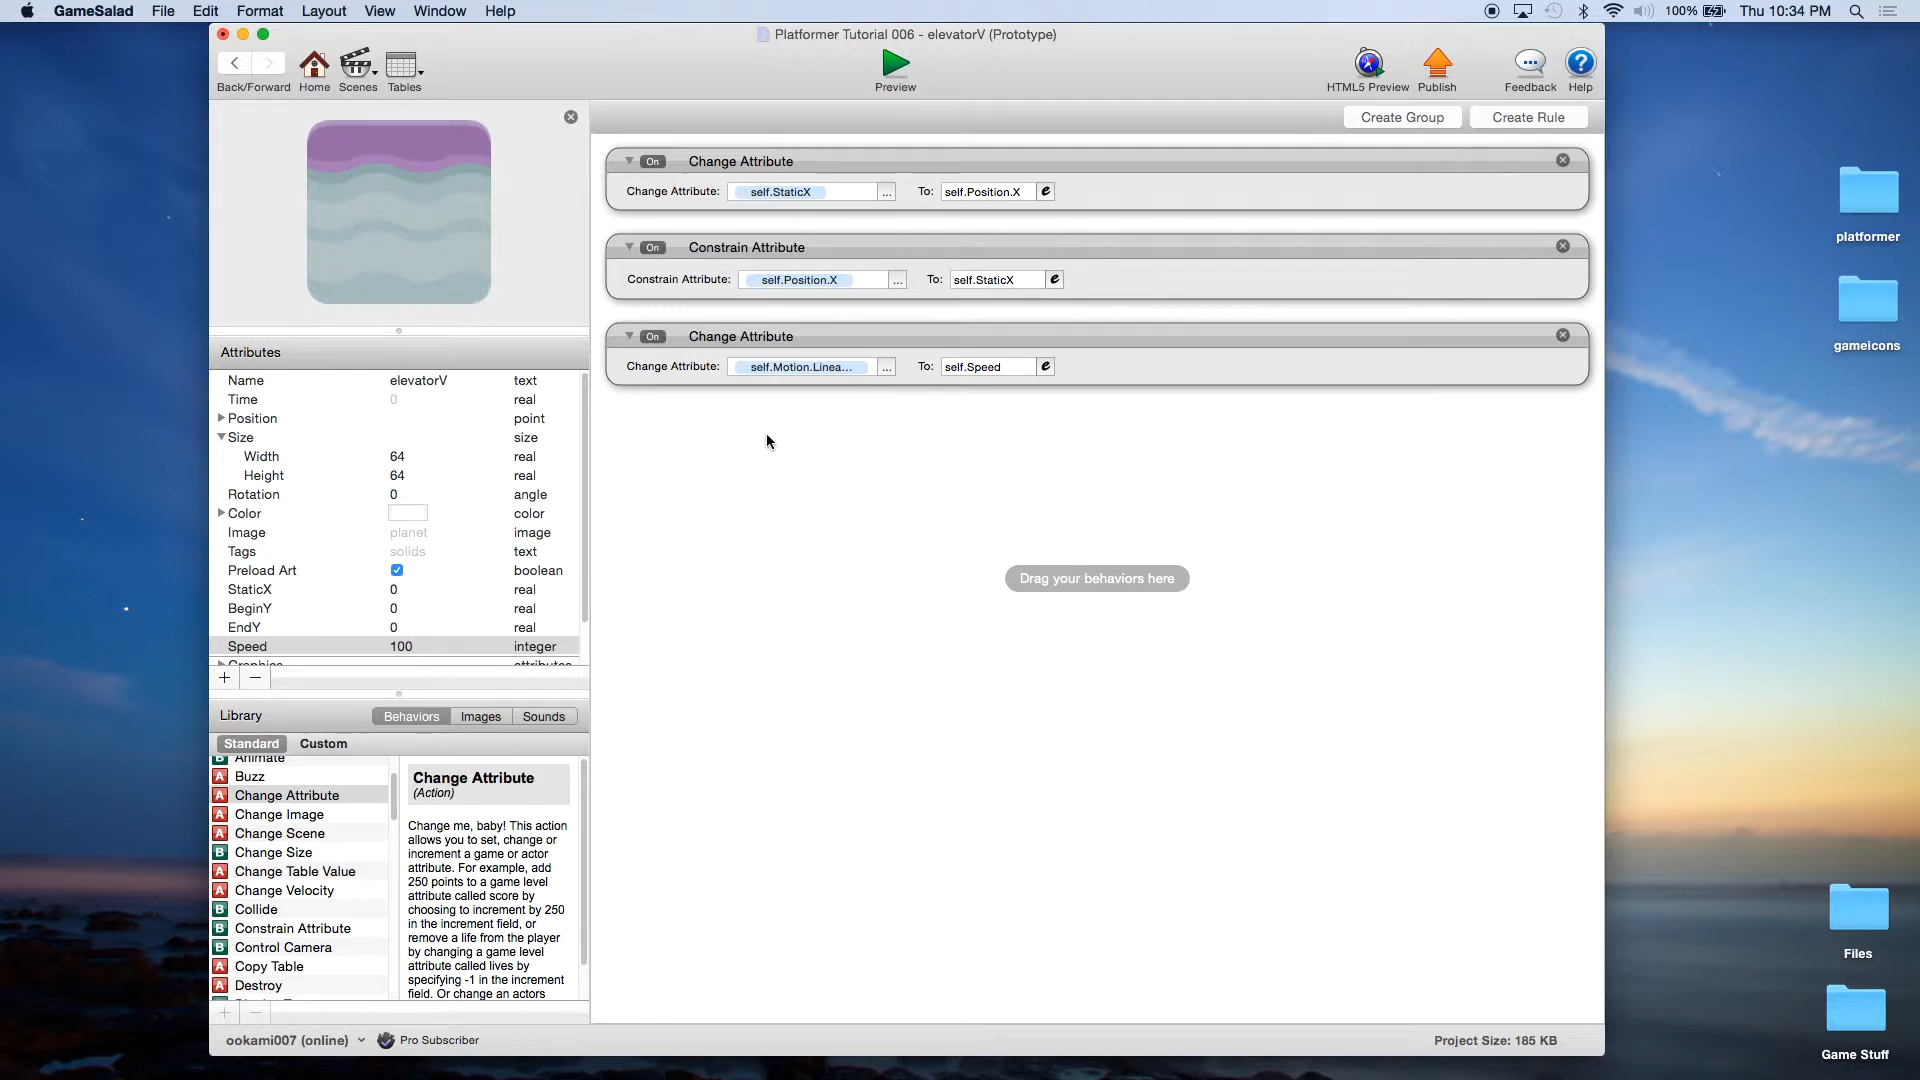 GameSalad File Edit Format Layout View Window Help 100% Thu 10:34 PM
Platformer Tutorial 006 - elevatorV (Prototype)
Back/Forward Home Scenes Tables Preview HTML5 Preview Publish Feedback Help
Create Group Create Rule
On Change Attribute
Change Attribute: self.StaticX ... To: self.Position.X e
On Constrain Attribute
Constrain Attribute: self.Position.X ... To: self.StaticX e
On Change Attribute
Change Attribute: self.Motion.Linea... ... To: self.Speed e
Drag your behaviors here
Attributes
Name elevatorV text
Time 0 real
Position point
Size size
Width 64 real
Height 64 real
Rotation 0 angle
Color color
Image planet image
Tags solids text
Preload Art boolean
StaticX 0 real
BeginY 0 real
EndY 0 real
Speed 100 integer
Graphics attributes
+ −
Library Behaviors Images Sounds
Standard Custom
B Animate
A Buzz
A Change Attribute
A Change Image
A Change Scene
B Change Size
A Change Table Value
A Change Velocity
B Collide
B Constrain Attribute
B Control Camera
A Copy Table
A Destroy
Change Attribute
(Action)
Change me, baby! This action
allows you to set, change or
increment a game or actor
attribute. For example, add
250 points to a game level
attribute called score by
choosing to increment by 250
in the increment field, or
remove a life from the player
by changing a game level
attribute called lives by
specifying -1 in the increment
field. Or change an actors
+ −
ookami007 (online) Pro Subscriber Project Size: 185 KB
platformer
gameicons
Files
Game Stuff